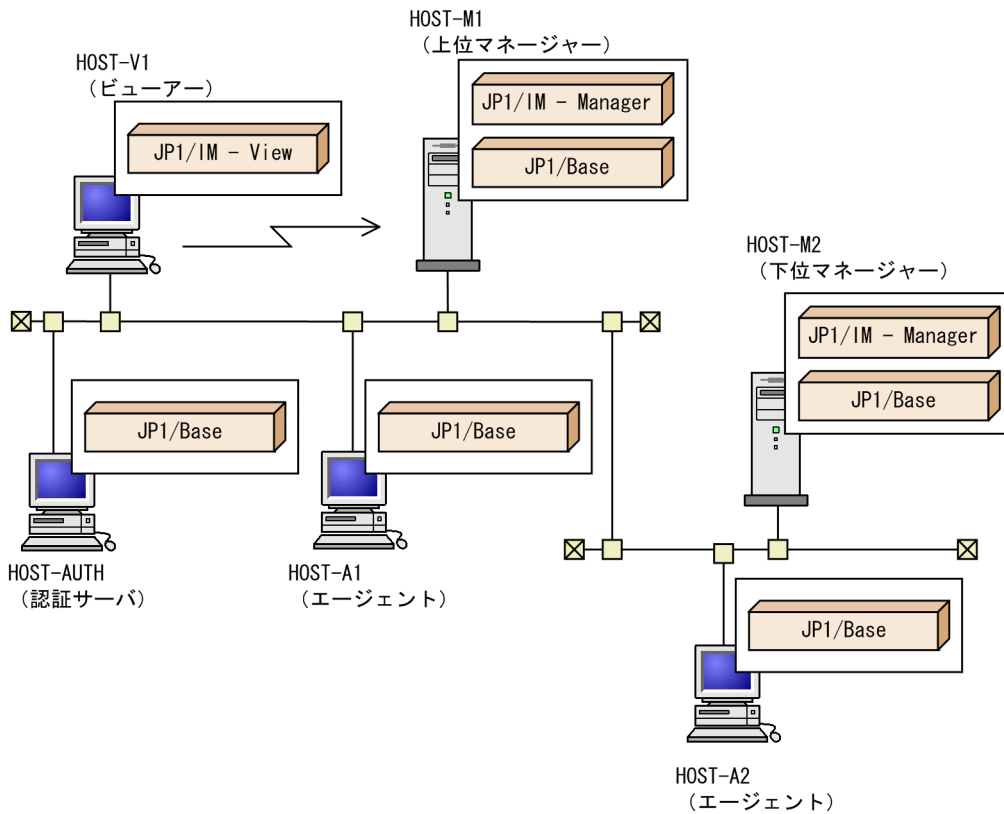 HOST-M1
(上位マネージャー)
JP1/IM - Manager
JP1/Base
HOST-V1
(ビューアー)
JP1/IM - View
HOST-M2
(下位マネージャー)
JP1/IM - Manager
JP1/Base
JP1/Base
HOST-AUTH
(認証サーバ)
JP1/Base
HOST-A1
(エージェント)
JP1/Base
HOST-A2
(エージェント)